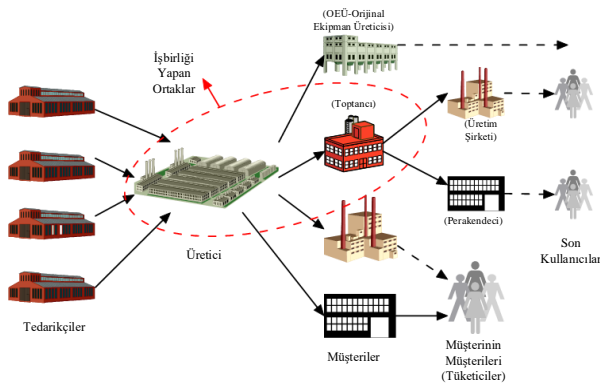 (OEÜ-Orijinal
Ekipman Üreticisi)
İşbirliği
Yapan
Ortaklar
(Toptancı)
(Üretim
Şirketi)
(Perakendeci)
Üretici
Son
Kullanıcılar
Tedarikçiler
Müşteriler
Müşterinin
Müşterileri
(Tüketiciler)